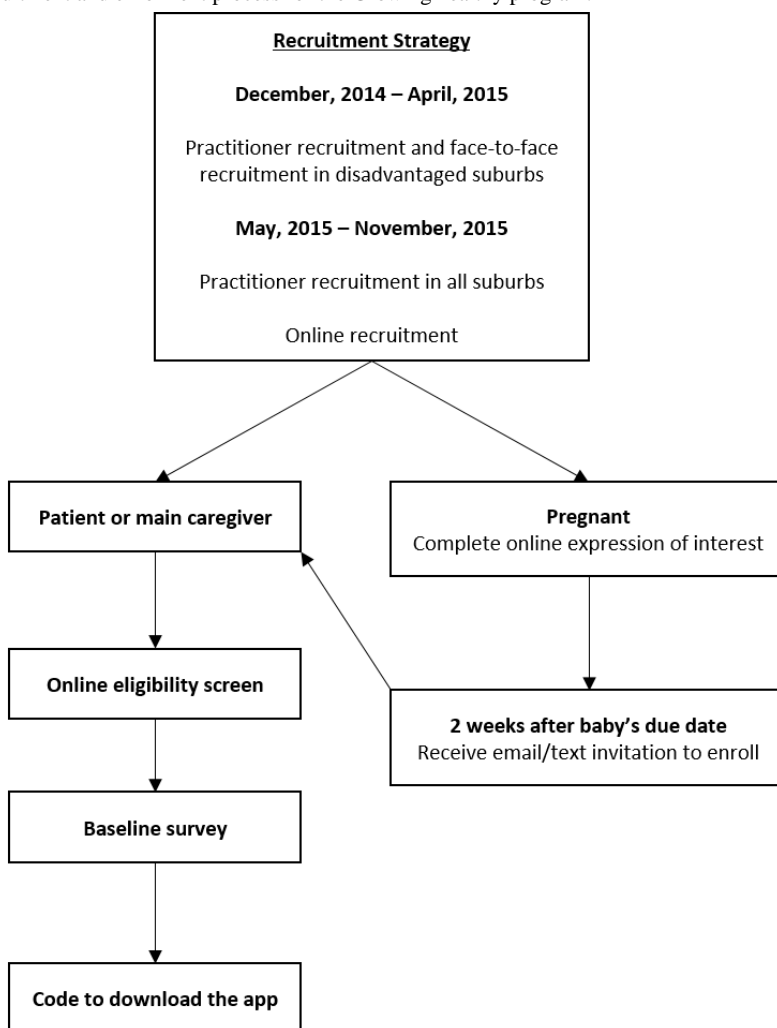 Recruitment Strategy
December, 2014 – April, 2015
Practitioner recruitment and face-to-face
recruitment in disadvantaged suburbs
May, 2015 – November, 2015
Practitioner recruitment in all suburbs
Online recruitment
Patient or main caregiver
Pregnant
Complete online expression of interest
Online eligibility screen
2 weeks after baby's due date
Receive email/text invitation to enroll
Baseline survey
Code to download the app